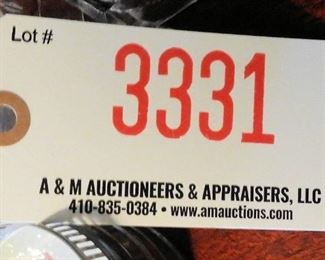 Lot #
3331
A & M AUCTIONEERS & APPRAISERS, LLC
410-835-0384 • www.amauctions.com